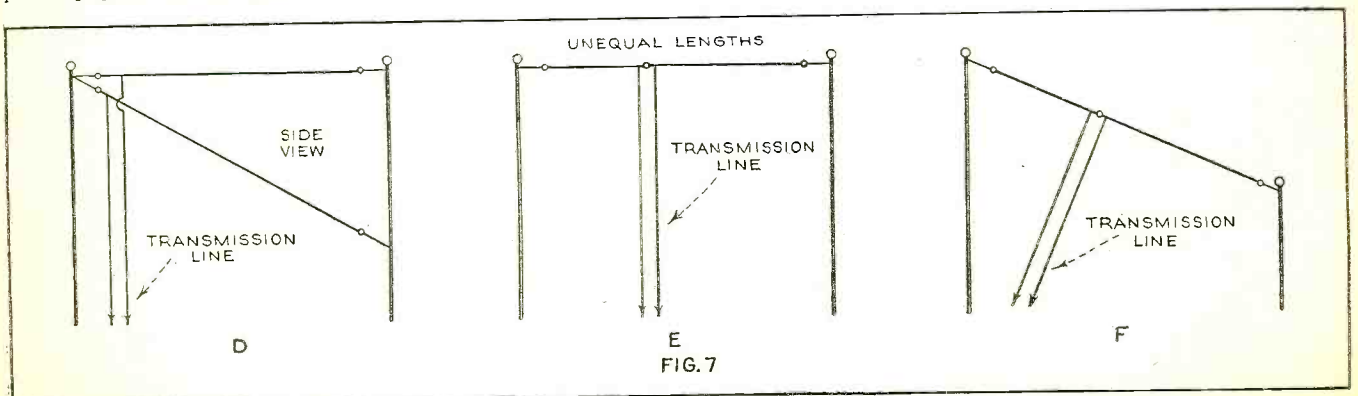 SIDE
VIEW
TRANSMISSION
LINE
D
UNEQUAL LENGTHS
TRANSMISSION
LINE
E
TRANSMISSION
LINE
F
FIG. 7